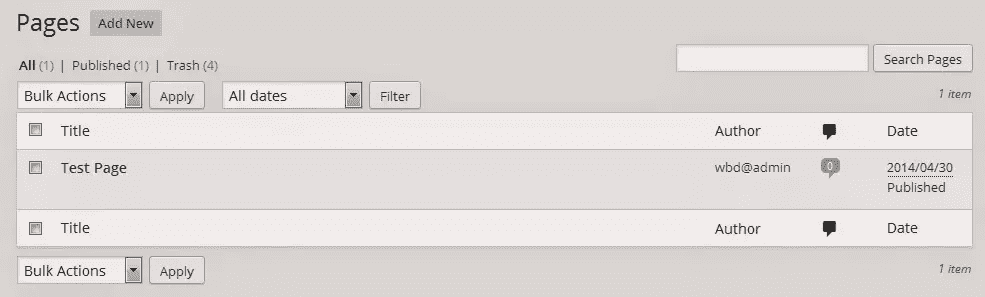 Pages Add New
All (1) | Published (1) | Trash (4)
Search Pages
Bulk Actions Apply All dates Filter
1 item
Title Author Date
Test Page wbd@admin 0 2014/04/30
Published
Title Author Date
Bulk Actions Apply
1 item